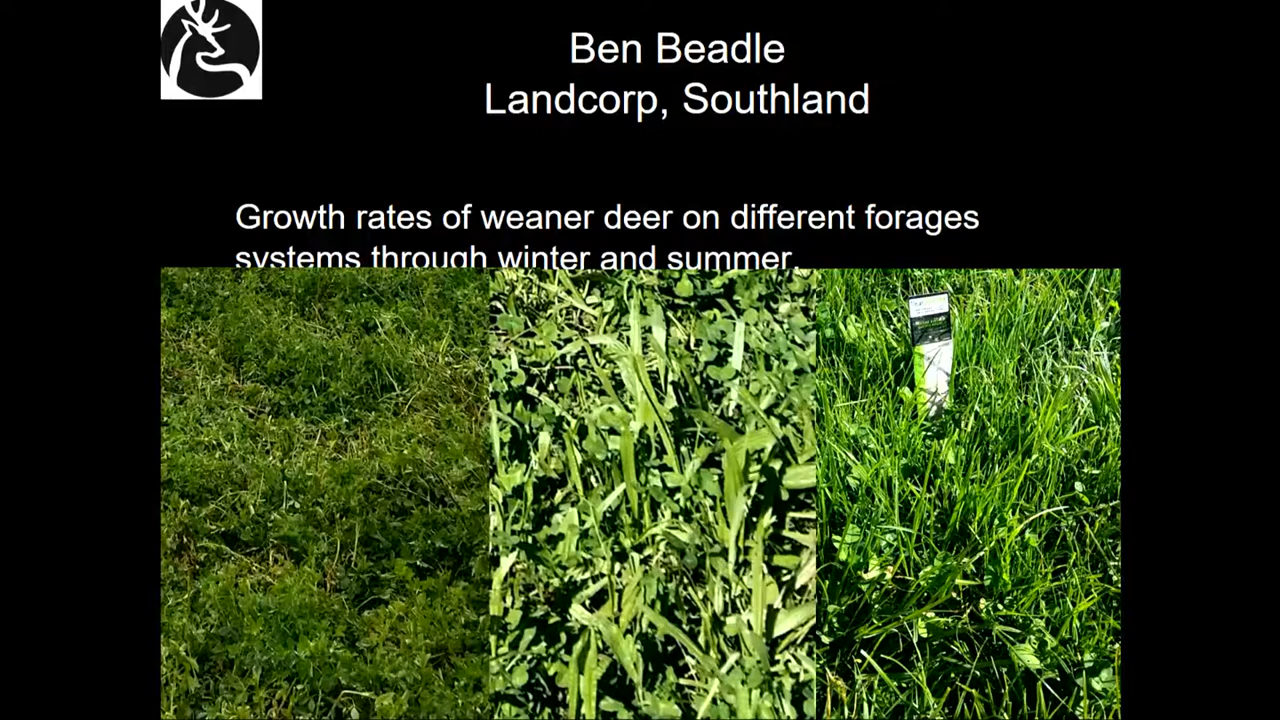 Ben Beadle
Landcorp, Southland
Growth rates of weaner deer on different forages
systems through winter and summer.